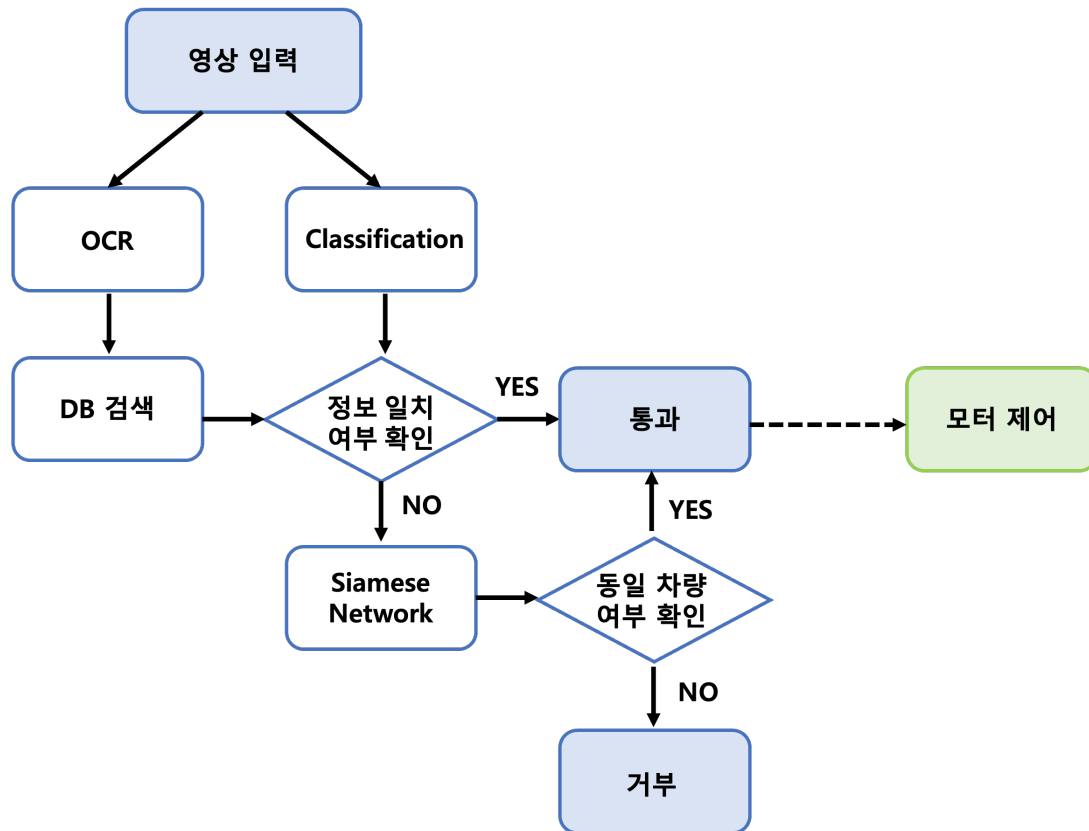 영상 입력
OCR
Classification
DB 검색
정보 일치
여부 확인
YES
통과
모터 제어
NO
YES
Siamese
Network
동일 차량
여부 확인
NO
거부